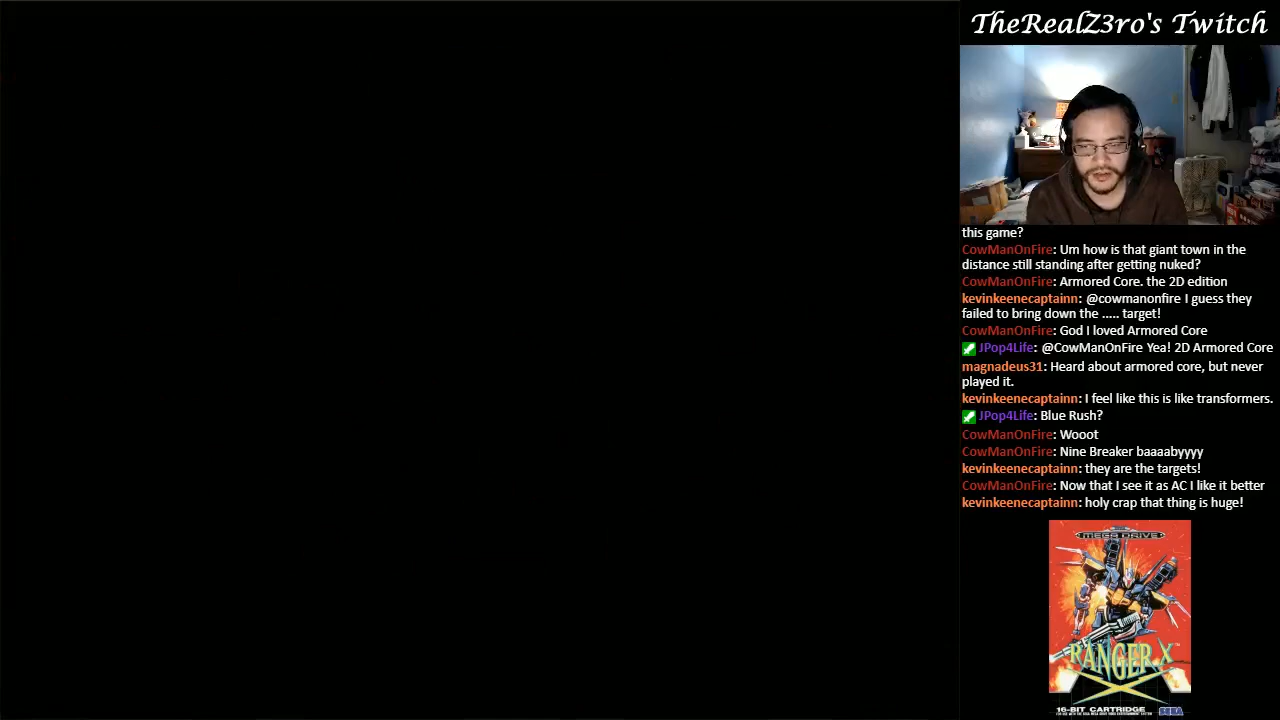 TheRealZ3ro's Twitch
this game?
CowManOnFire: Um how is that giant town in the
distance still standing after getting nuked?
CowManOnFire: Armored Core. the 2D edition
kevinkeenecaptainn: @cowmanonfire I guess they
failed to bring down the ..... target!
CowManOnFire: God I loved Armored Core
JPop4Life: @CowManOnFire Yea! 2D Armored Core
magnadeus31: Heard about armored core, but never
played it.
kevinkeenecaptainn: I feel like this is like transformers.
JPop4Life: Blue Rush?
CowManOnFire: Wooot
CowManOnFire: Nine Breaker baaaabyyyy
kevinkeenecaptainn: they are the targets!
CowManOnFire: Now that I see it as AC I like it better
kevinkeenecaptainn: holy crap that thing is huge!
MEGA DRIVE
RANGER X
16-BIT CARTRIDGE
SEGA